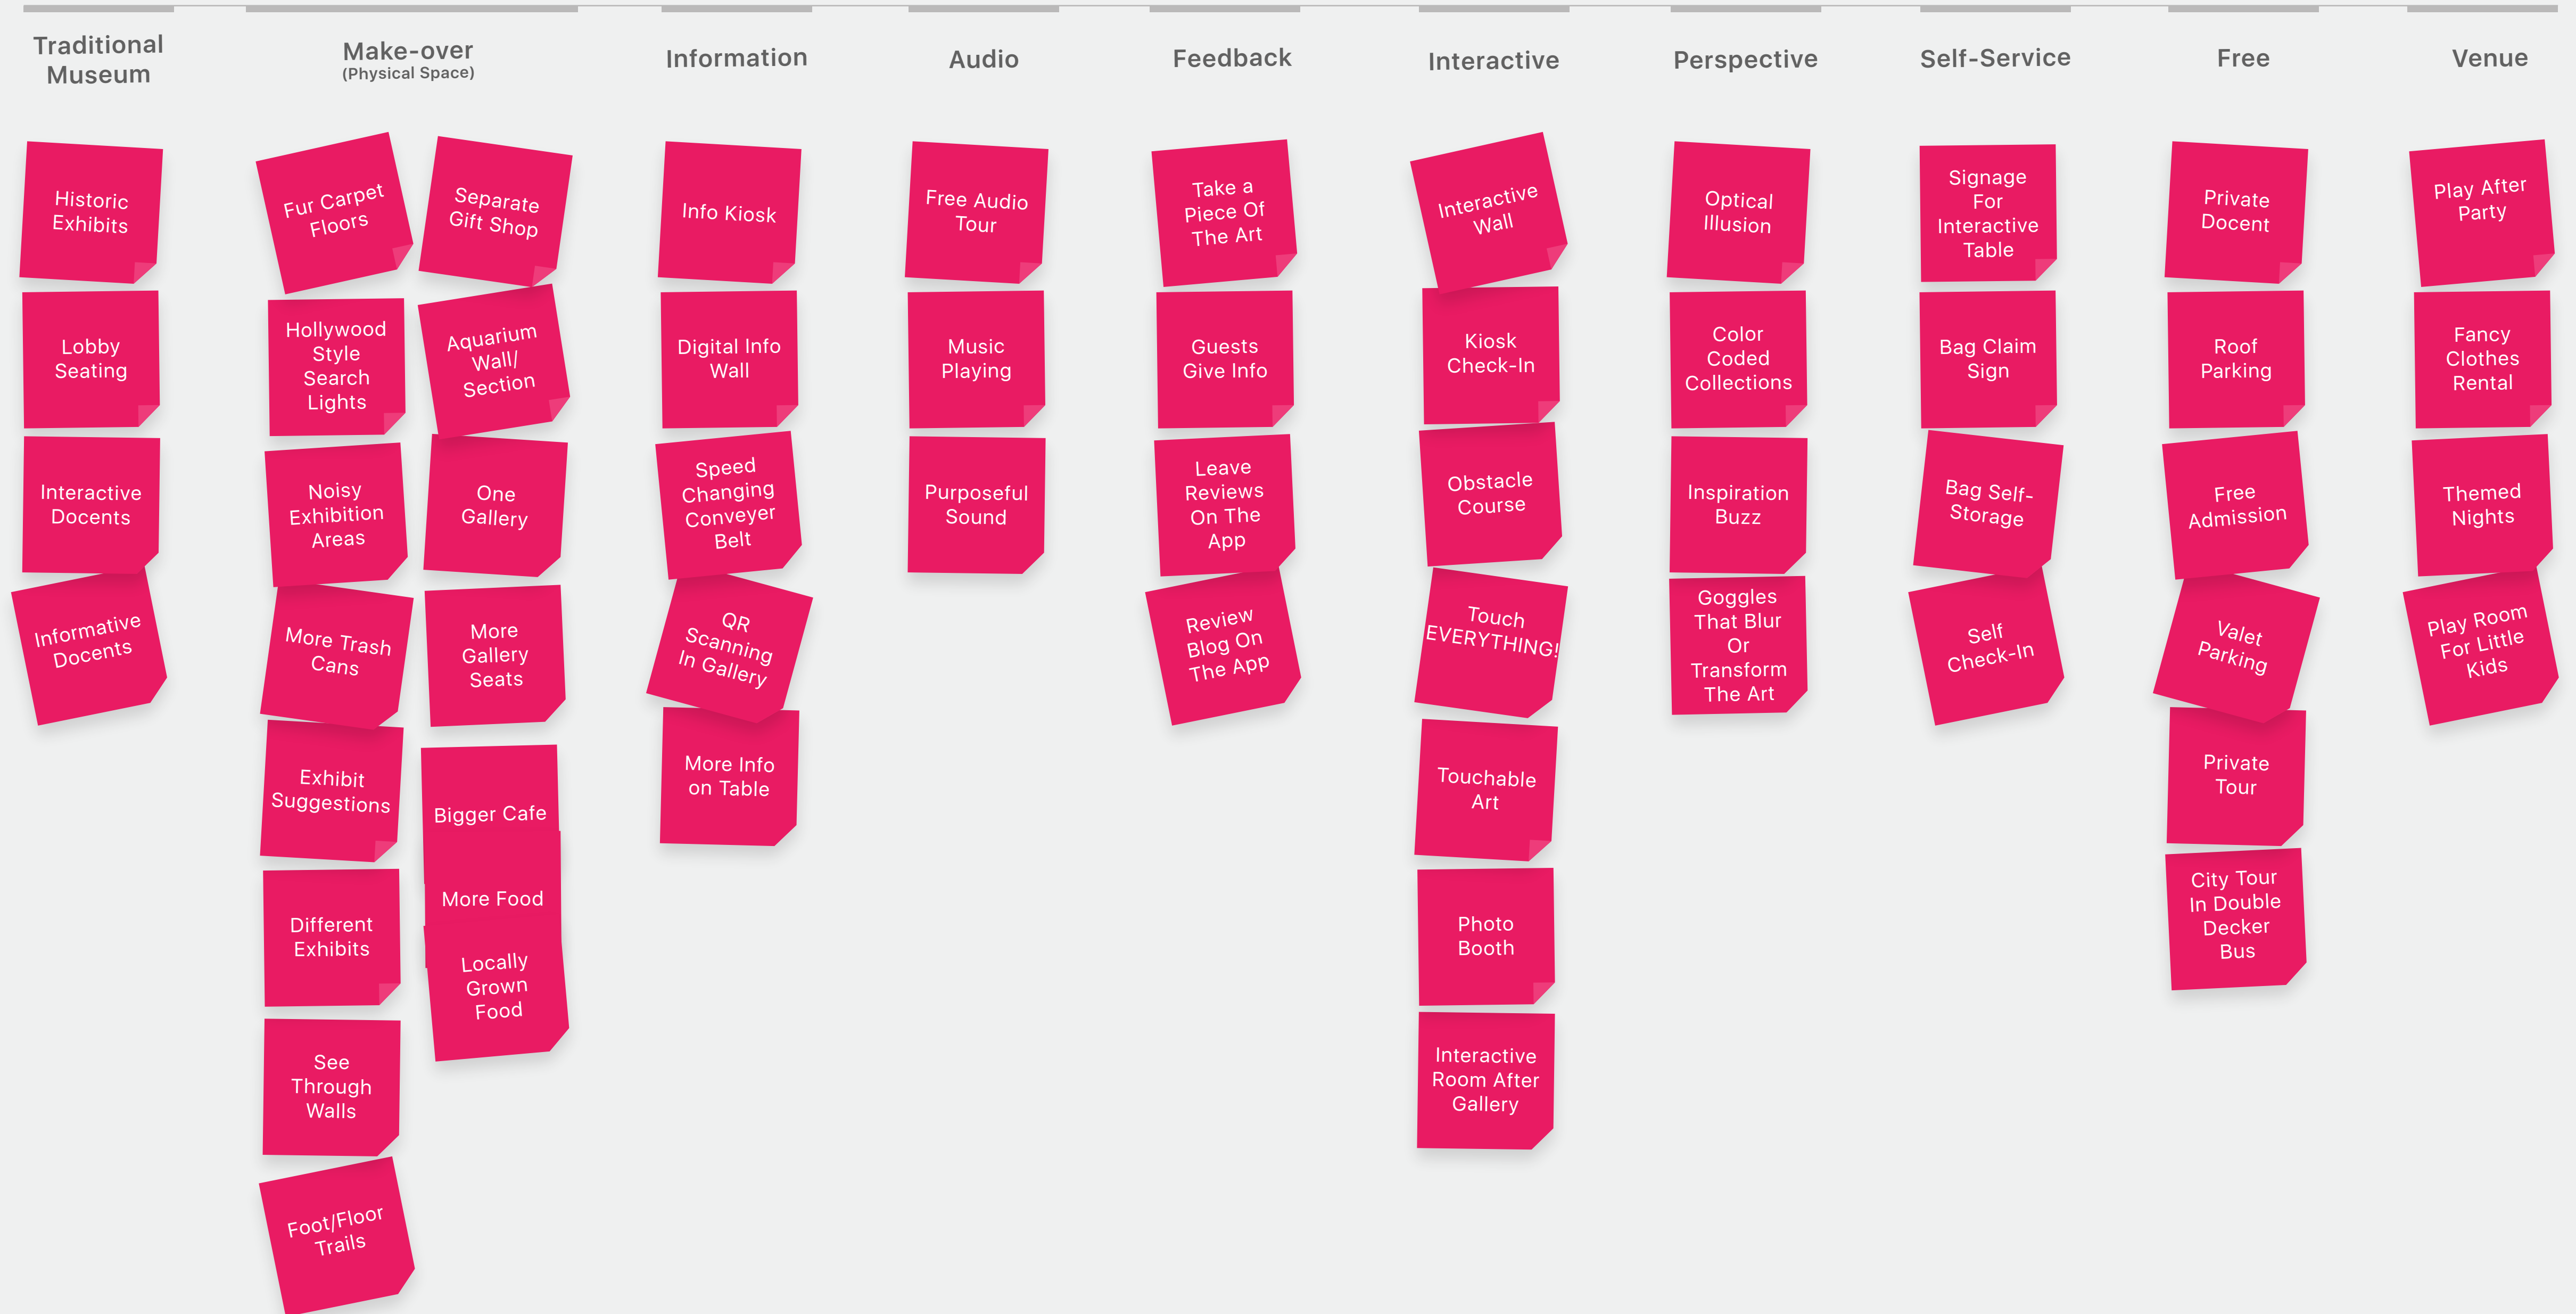 Traditional
Museum
Historic
Exhibits
Lobby
Seating
Interactive
Docents
Informative
Docents
Make-over
(Physical Space)
Fur Carpet
Floors
Hollywood
Style
Search
Lights
Noisy
Exhibition
Areas
More Trash
Cans
Exhibit
Suggestions
Different
Exhibits
See
Through
Walls
Foot/Floor
Trails
Separate
Gift Shop
Aquarium
Wall/
Section
One
Gallery
More
Gallery
Seats
Bigger Cafe
More Food
Locally
Grown
Food
Information
Info Kiosk
Digital Info
Wall
Speed
Changing
Conveyer
Belt
QR
Scanning
In Gallery
More Info
on Table
Audio
Free Audio
Tour
Music
Playing
Purposeful
Sound
Feedback
Take a
Piece Of
The Art
Guests
Give Info
Leave
Reviews
On The
App
Review
Blog On
The App
Interactive
Interactive
Wall
Kiosk
Check-In
Obstacle
Course
Touch
EVERYTHING!
Touchable
Art
Photo
Booth
Interactive
Room After
Gallery
Perspective
Optical
Illusion
Color
Coded
Collections
Inspiration
Buzz
Goggles
That Blur
Or
Transform
The Art
Self-Service
Signage
For
Interactive
Table
Bag Claim
Sign
Bag Self-
Storage
Self
Check-In
Free
Private
Docent
Roof
Parking
Free
Admission
Valet
Parking
Private
Tour
City Tour
In Double
Decker
Bus
Venue
Play After
Party
Fancy
Clothes
Rental
Themed
Nights
Play Room
For Little
Kids